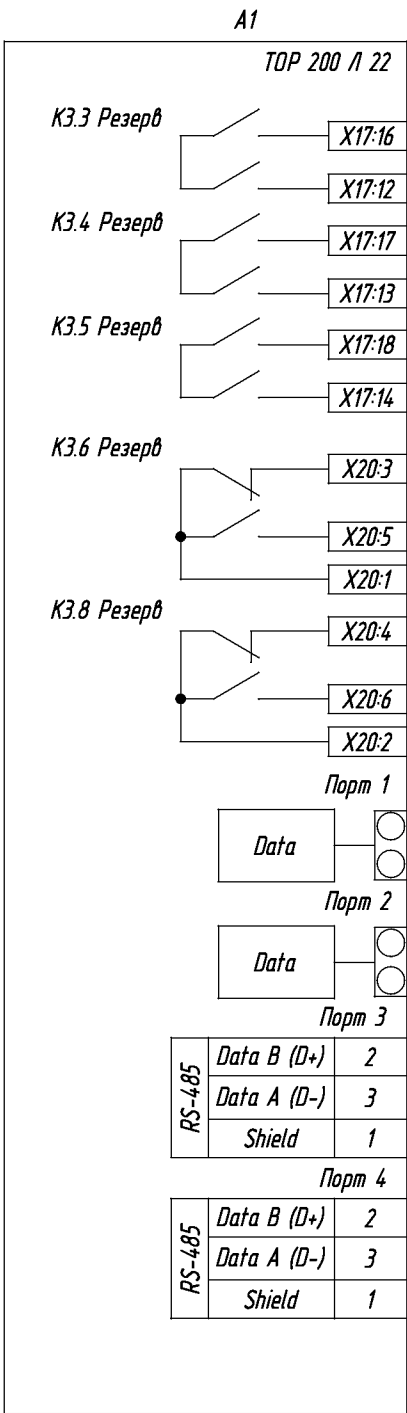 А1
ТОР 200 Л 22
К3.3 Резерв
X17:16
X17:12
К3.4 Резерв
X17:17
X17:13
К3.5 Резерв
X17:18
X17:14
К3.6 Резерв
X20:3
X20:5
X20:1
К3.8 Резерв
X20:4
X20:6
X20:2
Порт 1
Data
Порт 2
Data
Порт 3
RS-485
Data B (D+) 2
Data A (D-) 3
Shield 1
Порт 4
RS-485
Data B (D+) 2
Data A (D-) 3
Shield 1